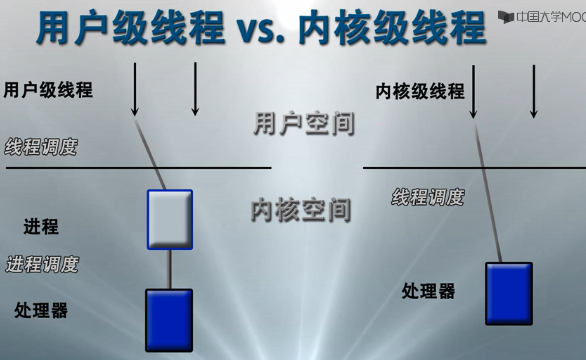 用户级线程 vs. 内核级线程
中国大学MOO
用户级线程
内核级线程
用户空间
线程调度
线程调度
内核空间
进程
进程调度
处理器
处理器